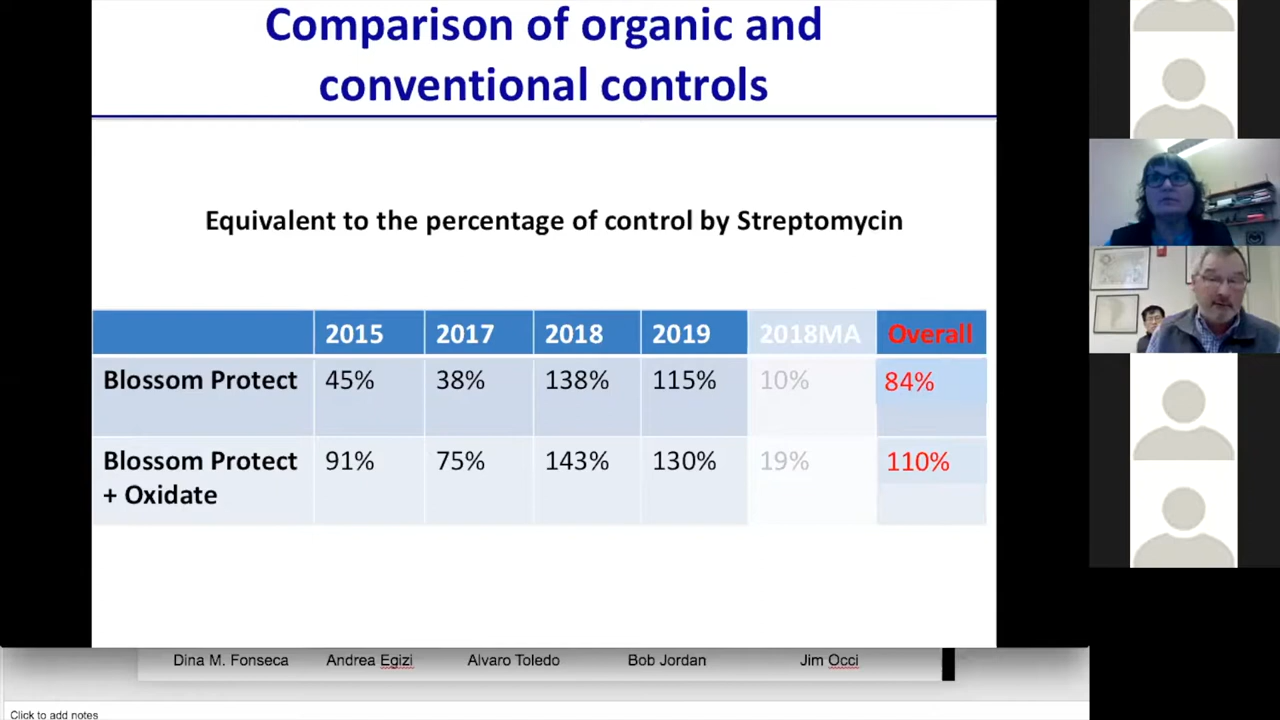 Comparison of organic and
conventional controls
Equivalent to the percentage of control by Streptomycin
2015 2017 2018 2019 2018MA Overall
Blossom Protect 45% 38% 138% 115% 10% 84%
Blossom Protect 91% 75% 143% 130% 19% 110%
+ Oxidate
Dina M. Fonseca Andrea Egizi Alvaro Toledo Bob Jordan Jim Occi
Click to add notes